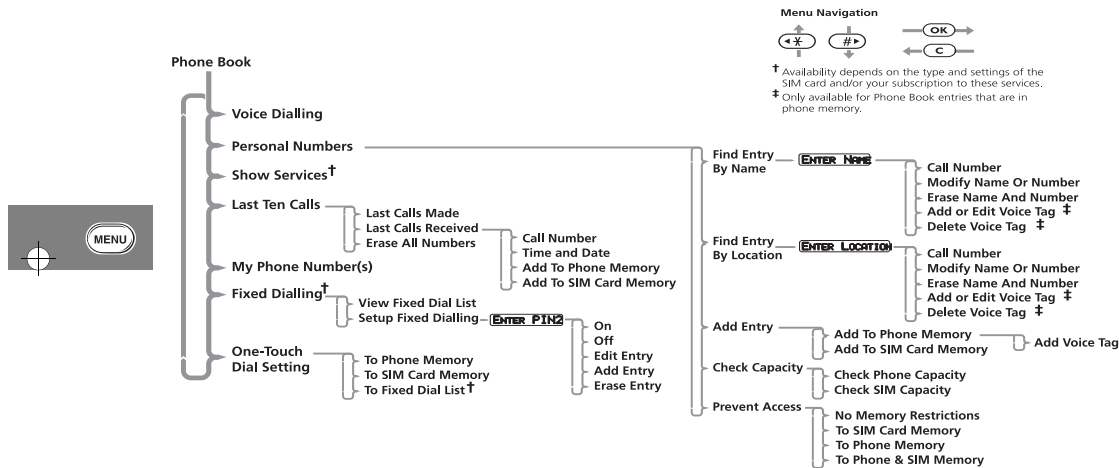 Menu Navigation
OK
#
C
† Availability depends on the type and settings of the
SIM card and/or your subscription to these services.
‡ Only available for Phone Book entries that are in
phone memory.
MENU
Phone Book
Voice Dialling
Personal Numbers
Show Services†
Last Ten Calls
Last Calls Made
Last Calls Received
Erase All Numbers
Call Number
Time and Date
Add To Phone Memory
Add To SIM Card Memory
My Phone Number(s)
Fixed Dialling†
View Fixed Dial List
Setup Fixed Dialling
ENTER PIN2
On
Off
Edit Entry
Add Entry
Erase Entry
One-Touch
Dial Setting
To Phone Memory
To SIM Card Memory
To Fixed Dial List†
Find Entry
By Name
ENTER NAME
Call Number
Modify Name Or Number
Erase Name And Number
Add or Edit Voice Tag ‡
Delete Voice Tag ‡
Find Entry
By Location
ENTER LOCATION
Call Number
Modify Name Or Number
Erase Name And Number
Add or Edit Voice Tag ‡
Delete Voice Tag ‡
Add Entry
Add To Phone Memory
Add To SIM Card Memory
Add Voice Tag
Check Capacity
Check Phone Capacity
Check SIM Capacity
Prevent Access
No Memory Restrictions
To SIM Card Memory
To Phone Memory
To Phone & SIM Memory